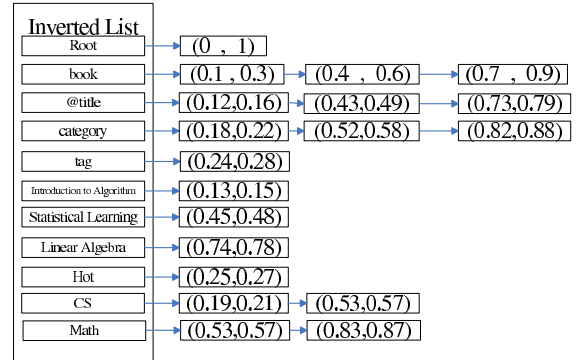 Inverted List
Root (0 , 1)
book (0.1 , 0.3) (0.4 , 0.6) (0.7 , 0.9)
@title (0.12,0.16) (0.43,0.49) (0.73,0.79)
category (0.18,0.22) (0.52,0.58) (0.82,0.88)
tag (0.24,0.28)
Introduction to Algorithm (0.13,0.15)
Statistical Learning (0.45,0.48)
Linear Algebra (0.74,0.78)
Hot (0.25,0.27)
CS (0.19,0.21) (0.53,0.57)
Math (0.53,0.57) (0.83,0.87)